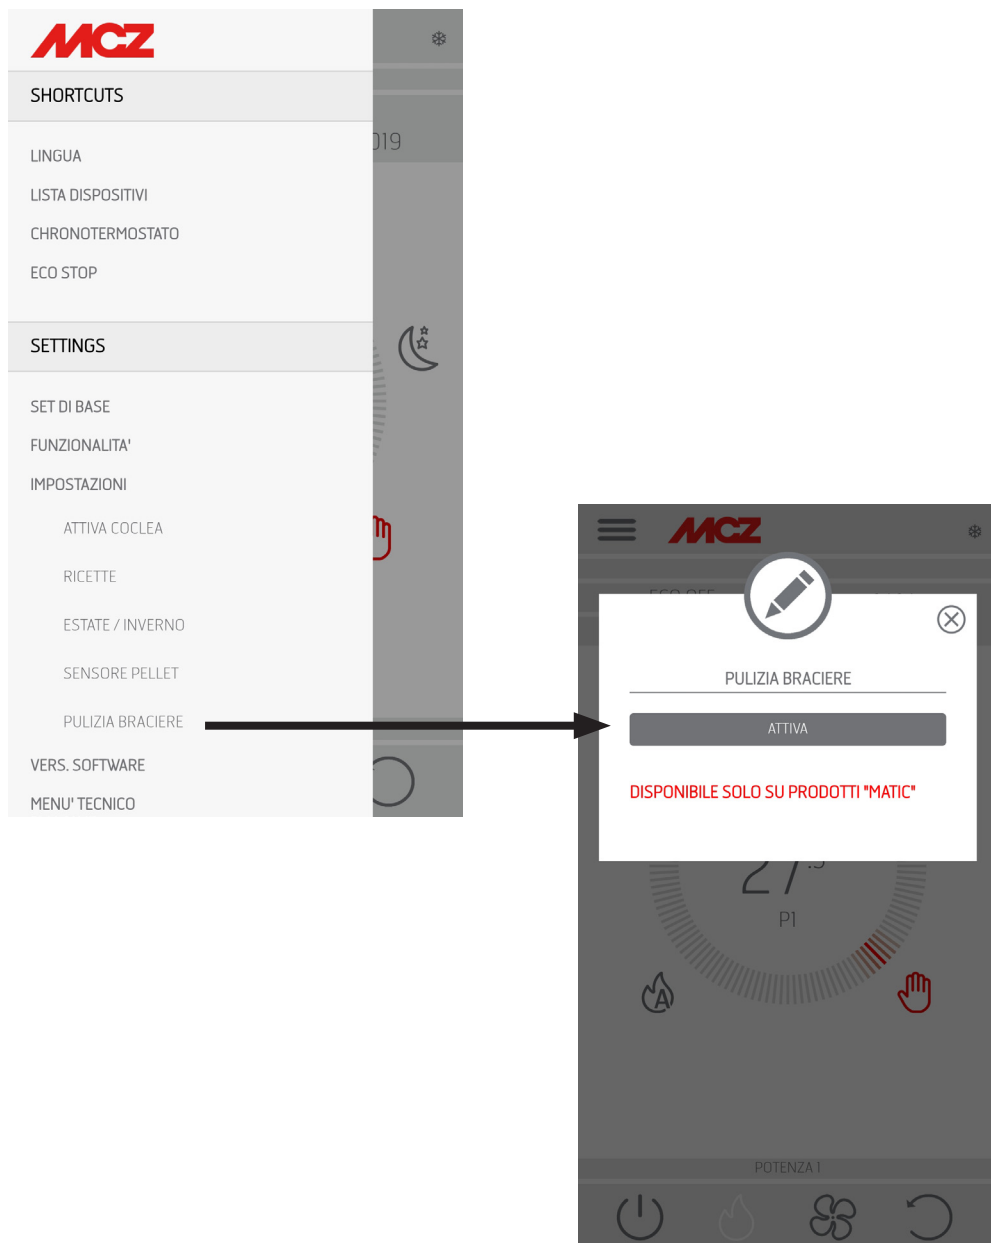 MCZ
SHORTCUTS
019
LINGUA
LISTA DISPOSITIVI
CHRONOTERMOSTATO
ECO STOP
SETTINGS
SET DI BASE
FUNZIONALITA'
IMPOSTAZIONI
ATTIVA COCLEA
RICETTE
ESTATE / INVERNO
SENSORE PELLET
PULIZIA BRACIERE
VERS. SOFTWARE
MENU' TECNICO
MCZ
PULIZIA BRACIERE
ATTIVA
DISPONIBILE SOLO SU PRODOTTI "MATIC"
27
P1
A
POTENZA 1